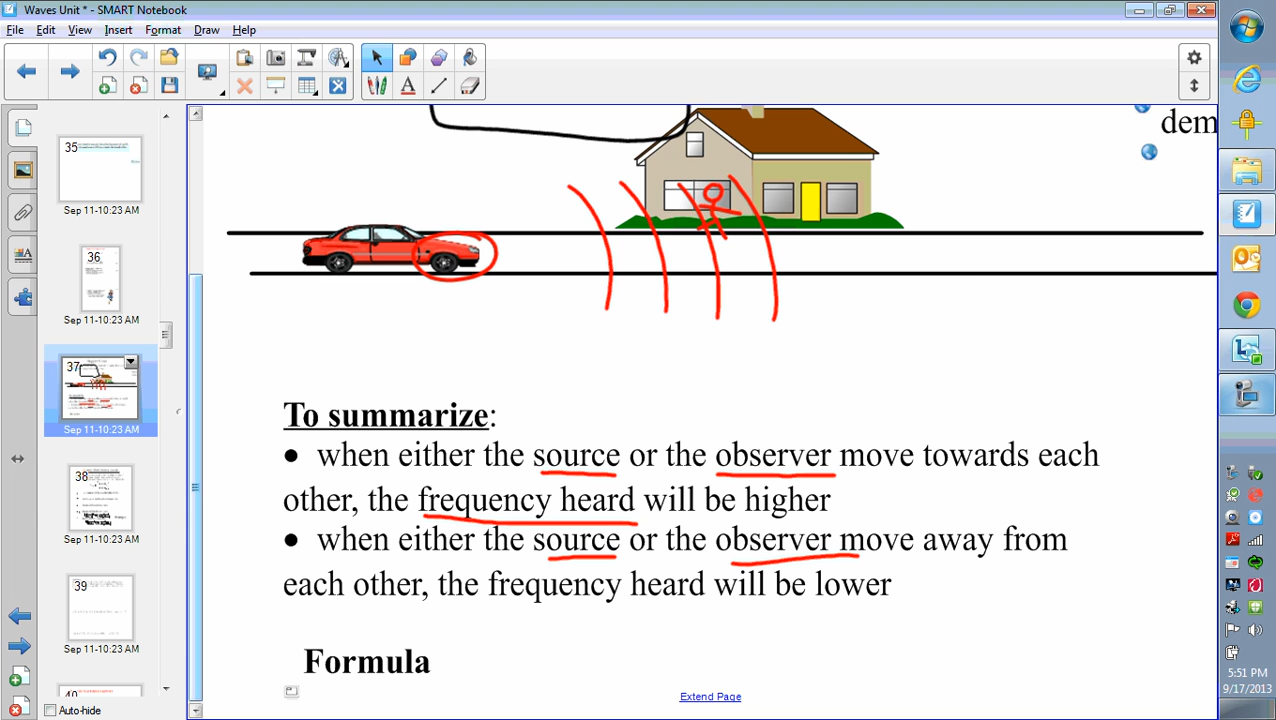 Waves Unit * - SMART Notebook
File Edit View Insert Format Draw Help
35
Sep 11-10:23 AM
36
Sep 11-10:23 AM
37
Sep 11-10:23 AM
38
Sep 11-10:23 AM
39
Sep 11-10:23 AM
40
Auto-hide
dem
To summarize:
• when either the source or the observer move towards each
other, the frequency heard will be higher
• when either the source or the observer move away from
each other, the frequency heard will be lower
Formula
Extend Page
5:51 PM
9/17/2013